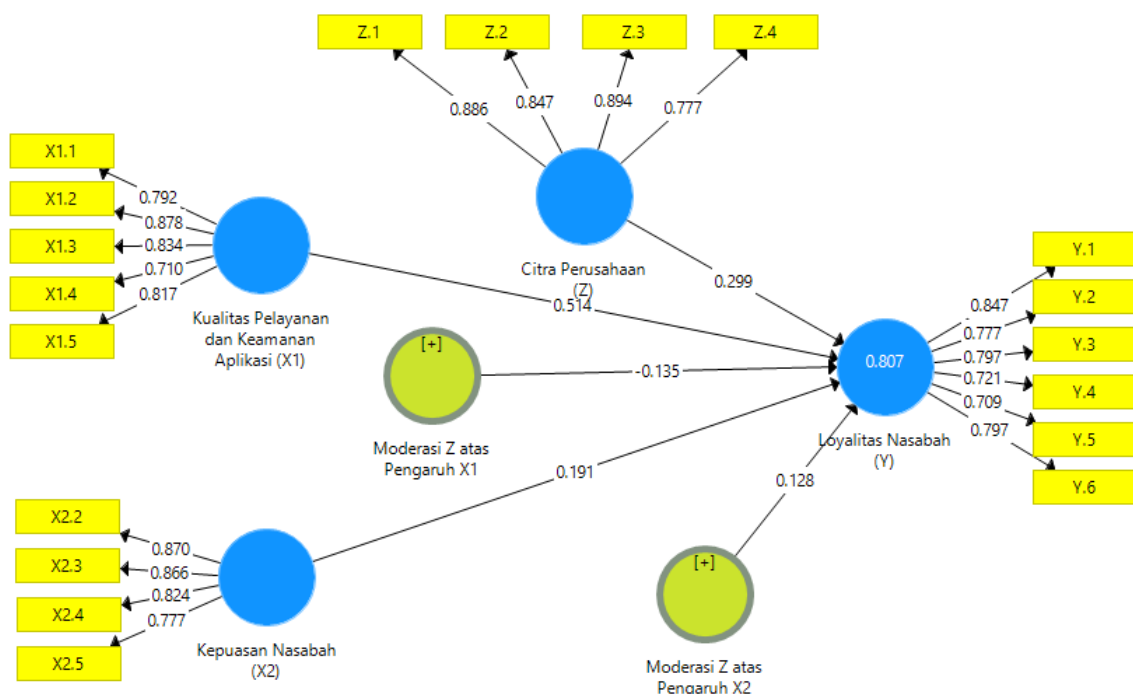 Z.1
Z.2
Z.3
Z.4
0.886
0.847
0.894
0.777
Citra Perusahaan
(Z)
X1.1
X1.2
X1.3
X1.4
X1.5
0.792
0.878
0.834
0.710
0.817
Kualitas Pelayanan
dan Keamanan
Aplikasi (X1)
0.299
0.514
[+]
-0.135
Moderasi Z atas
Pengaruh X1
0.807
Loyalitas Nasabah
(Y)
0.847
0.777
0.797
0.721
0.709
0.797
Y.1
Y.2
Y.3
Y.4
Y.5
Y.6
0.191
0.128
X2.2
X2.3
X2.4
X2.5
0.870
0.866
0.824
0.777
Kepuasan Nasabah
(X2)
[+]
Moderasi Z atas
Pengaruh X2